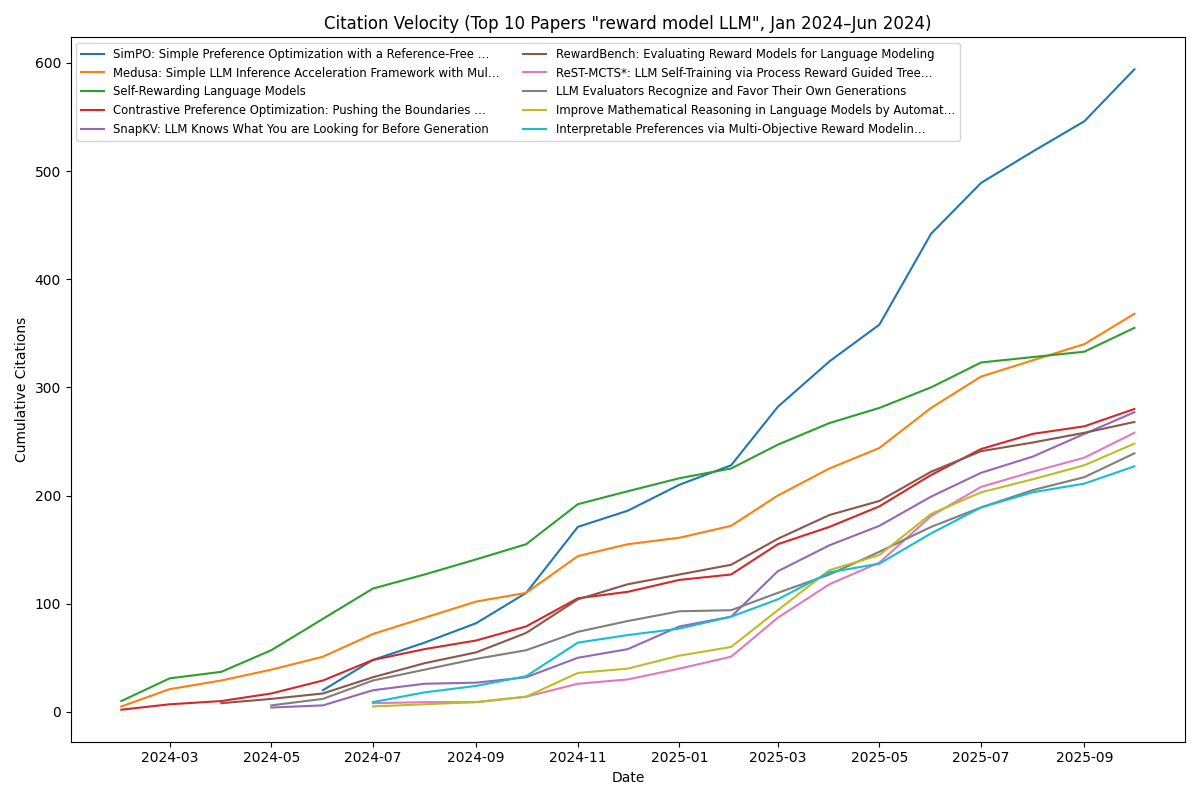 Citation Velocity (Top 10 Papers "reward model LLM", Jan 2024–Jun 2024)
SimPO: Simple Preference Optimization with a Reference-Free ...
Medusa: Simple LLM Inference Acceleration Framework with Mul...
Self-Rewarding Language Models
Contrastive Preference Optimization: Pushing the Boundaries ...
SnapKV: LLM Knows What You are Looking for Before Generation
RewardBench: Evaluating Reward Models for Language Modeling
ReST-MCTS*: LLM Self-Training via Process Reward Guided Tree...
LLM Evaluators Recognize and Favor Their Own Generations
Improve Mathematical Reasoning in Language Models by Automat...
Interpretable Preferences via Multi-Objective Reward Modelin...
Cumulative Citations
600
500
400
300
200
100
0
2024-03
2024-05
2024-07
2024-09
2024-11
2025-01
2025-03
2025-05
2025-07
2025-09
Date